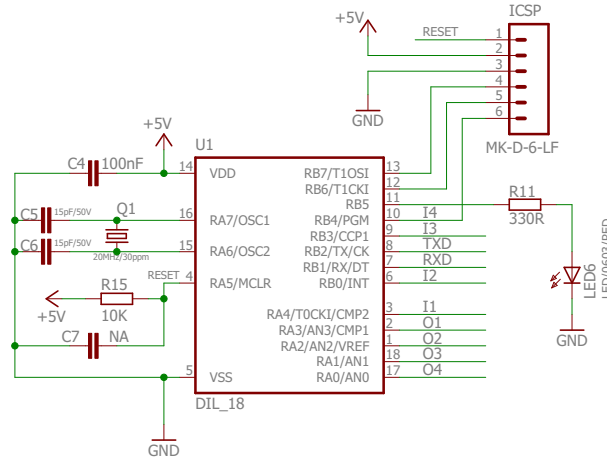 ICSP
+5V
RESET
1
2
3
4
5
6
GND
MK-D-6-LF
+5V
U1
C4 100nF
14 VDD
RB7/T1OSI 13
RB6/T1CKI 12
RB5 11
R11
330R
C5 15pF/50V
Q1
16 RA7/OSC1
RB4/PGM 10 I4
RB3/CCP1 9 I3
C6 15pF/50V
20MHz/30ppm
15 RA6/OSC2
RB2/TX/CK 8 TXD
RB1/RX/DT 7 RXD
RESET
4 RA5/MCLR
RB0/INT 6 I2
LED6
LED/0603/RED
R15
10K
+5V
RA4/T0CKI/CMP2 3 I1
RA3/AN3/CMP1 2 O1
C7 NA
RA2/AN2/VREF 1 O2
RA1/AN1 18 O3
5 VSS
RA0/AN0 17 O4
GND
DIL_18
GND